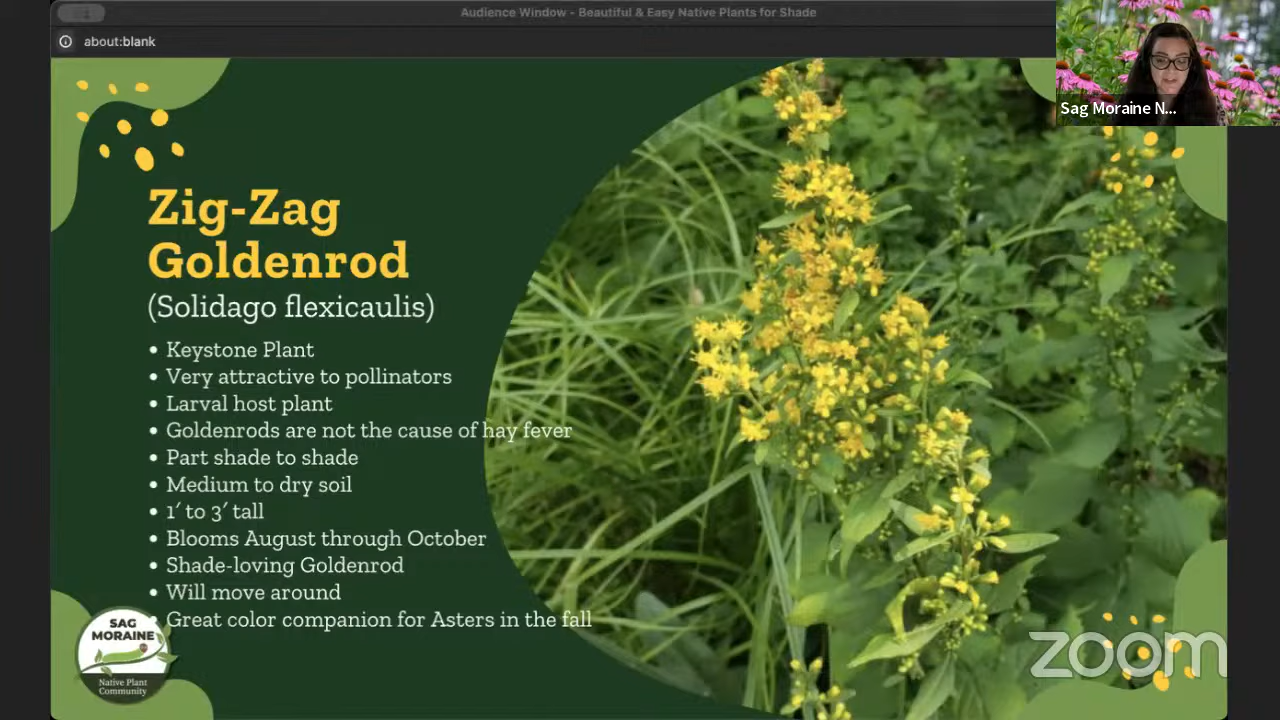 Audience Window - Beautiful & Easy Native Plants for Shade
about:blank
Sag Moraine N...
Zig-Zag
Goldenrod
(Solidago flexicaulis)
• Keystone Plant
• Very attractive to pollinators
• Larval host plant
• Goldenrods are not the cause of hay fever
• Part shade to shade
• Medium to dry soil
• 1′ to 3′ tall
• Blooms August through October
• Shade-loving Goldenrod
• Will move around
• Great color companion for Asters in the fall
SAG
MORAINE
Native Plant
Community
zoom